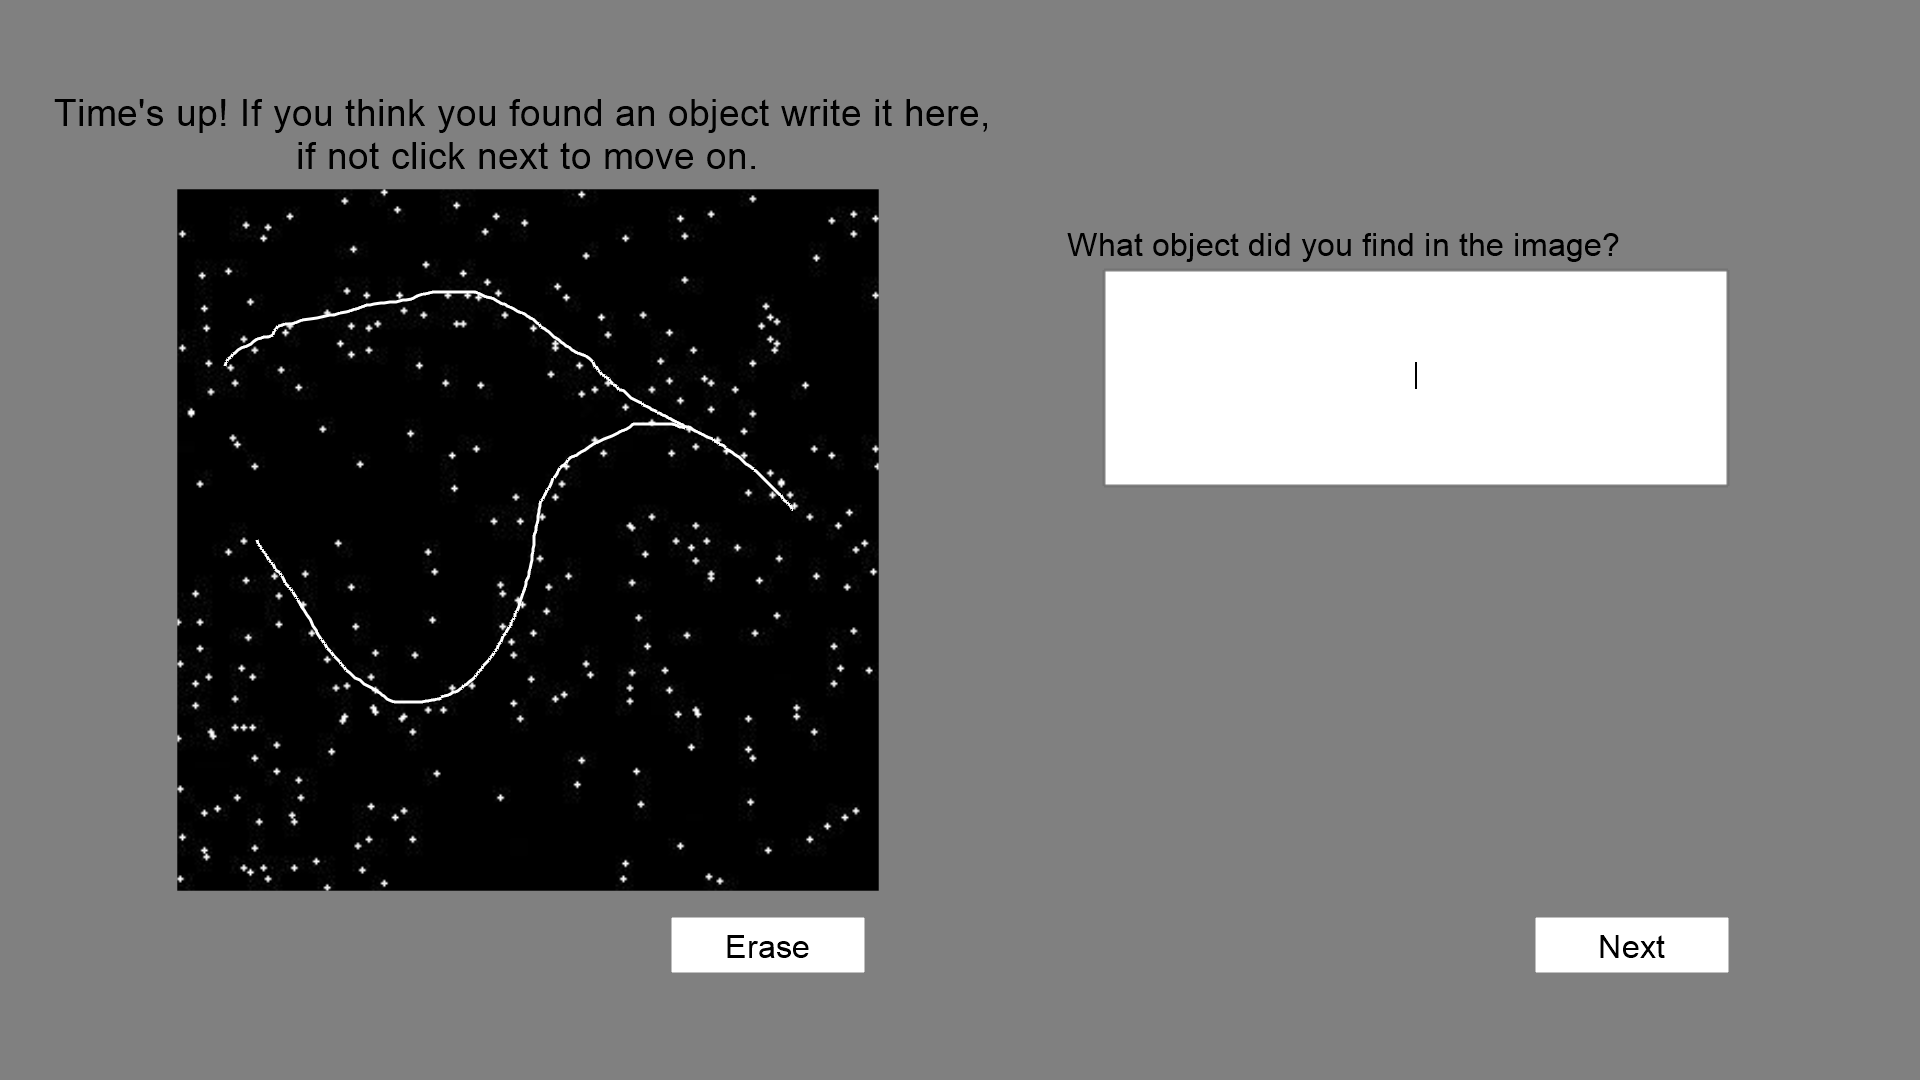 Time's up! If you think you found an object write it here,
if not click next to move on.
What object did you find in the image?
Erase
Next